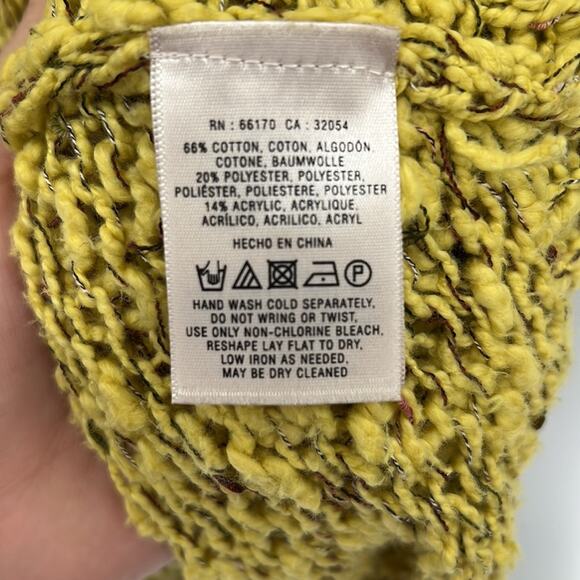 RN : 66170 CA : 32054
66% COTTON, COTON, ALGODÓN,
COTONE, BAUMWOLLE
20% POLYESTER, POLYESTER,
POLIÉSTER, POLIESTERE, POLYESTER
14% ACRYLIC, ACRYLIQUE,
ACRÍLICO, ACRILICO, ACRYL
HECHO EN CHINA
P
HAND WASH COLD SEPARATELY.
DO NOT WRING OR TWIST,
USE ONLY NON-CHLORINE BLEACH.
RESHAPE LAY FLAT TO DRY.
LOW IRON AS NEEDED.
MAY BE DRY CLEANED